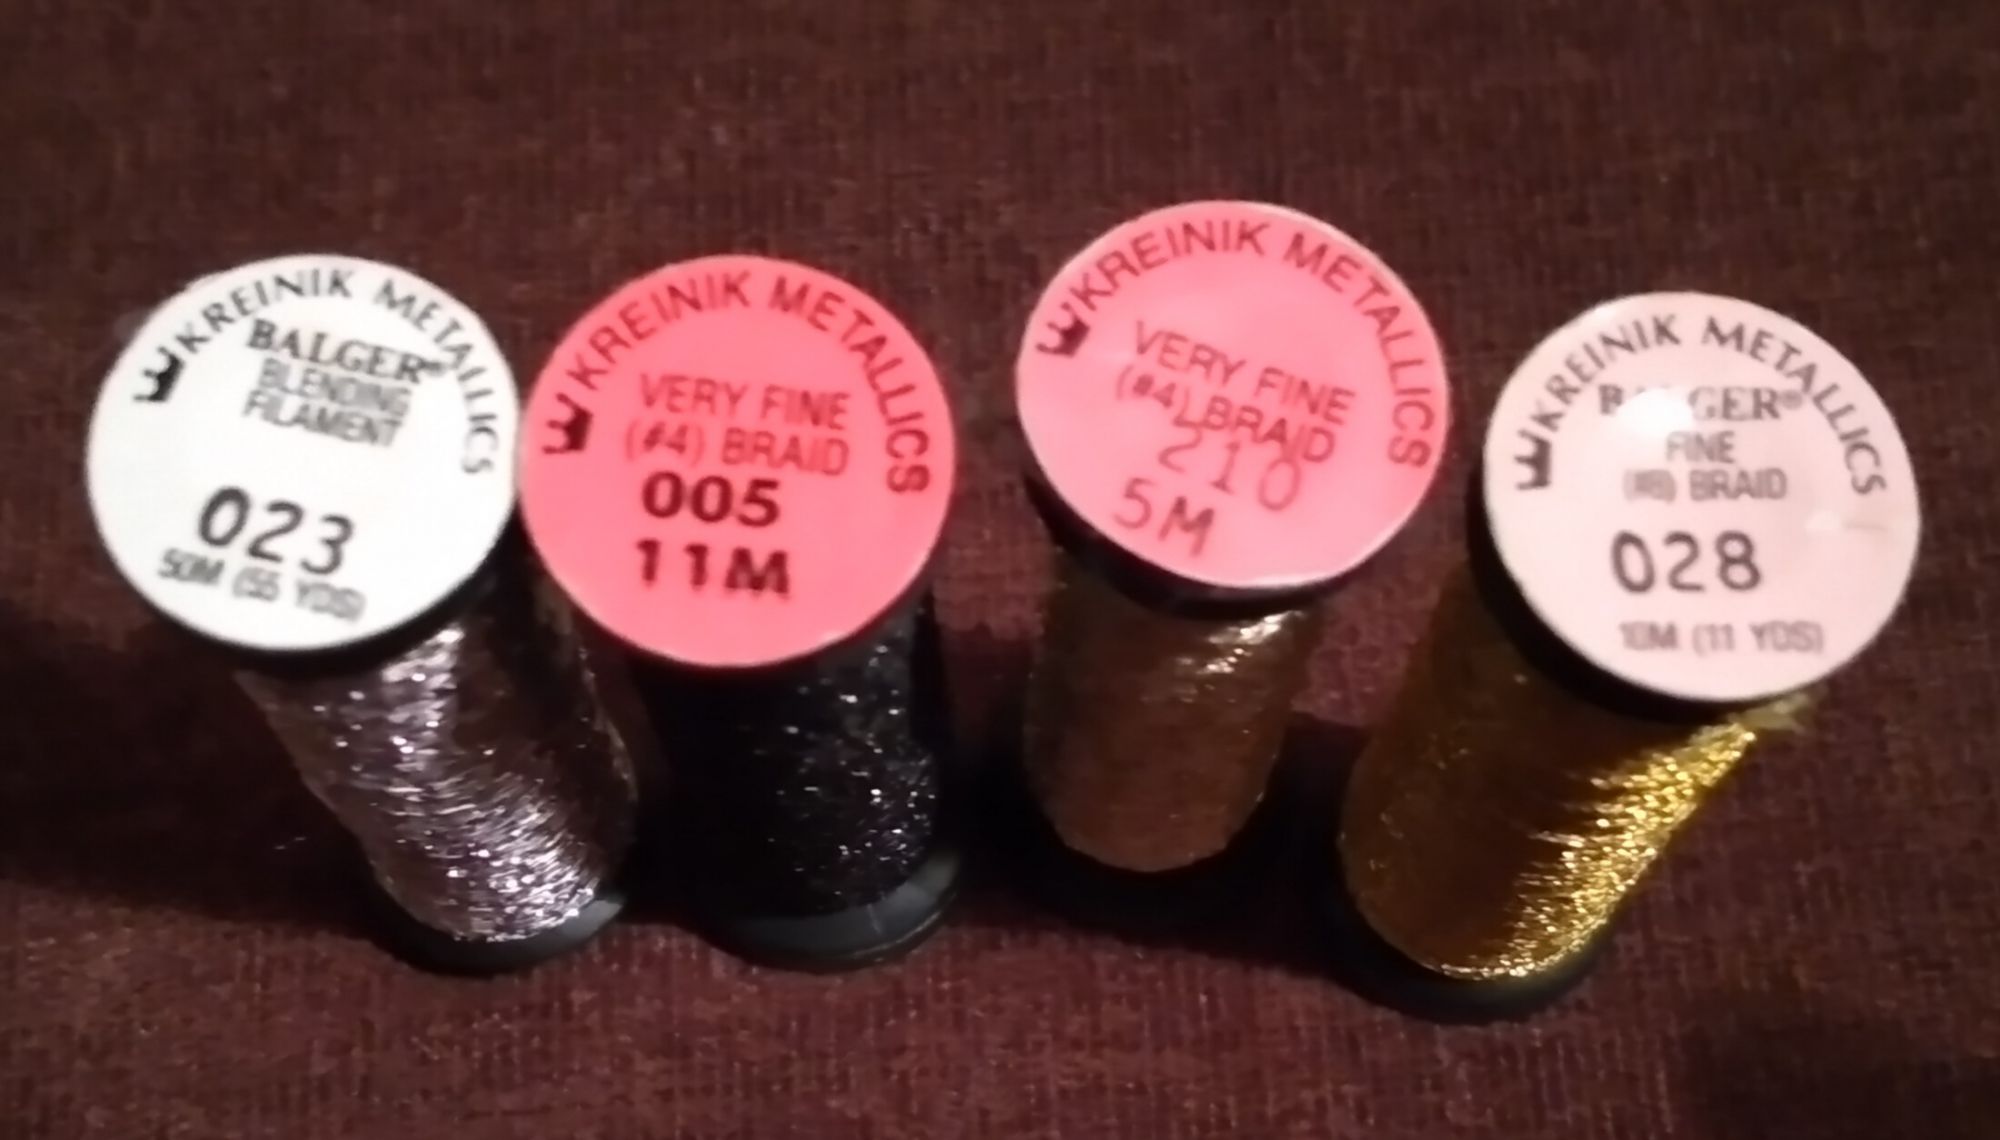 KREINIK METALLICS
BALGER®
BLENDING
FILAMENT
023
50M (55 YDS)
KREINIK METALLICS
VERY FINE
(#4) BRAID
005
11M
KREINIK METALLICS
VERY FINE
(#4) BRAID
210
5M
KREINIK METALLICS
BALGER®
FINE
(#8) BRAID
028
10M (11 YDS)